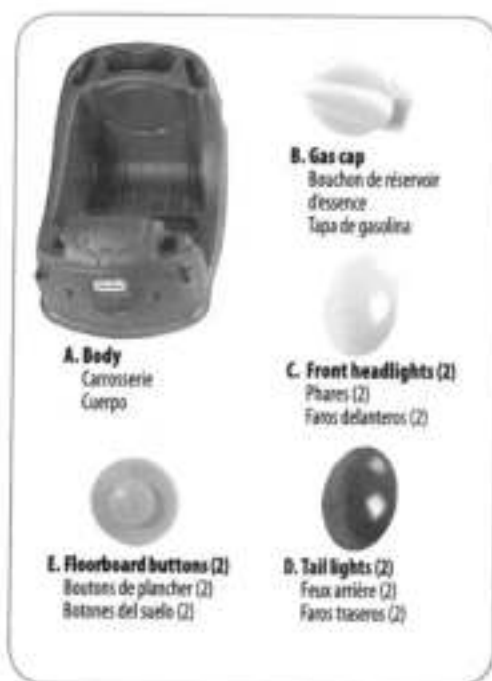 A. Body
Carrosserie
Cuerpo
B. Gas cap
Bouchon de réservoir
d'essence
Tapa de gasolina
C. Front headlights (2)
Phares (2)
Faros delanteros (2)
E. Floorboard buttons (2)
Boutons de plancher (2)
Botones del suelo (2)
D. Tail lights (2)
Feux arrière (2)
Faros traseros (2)